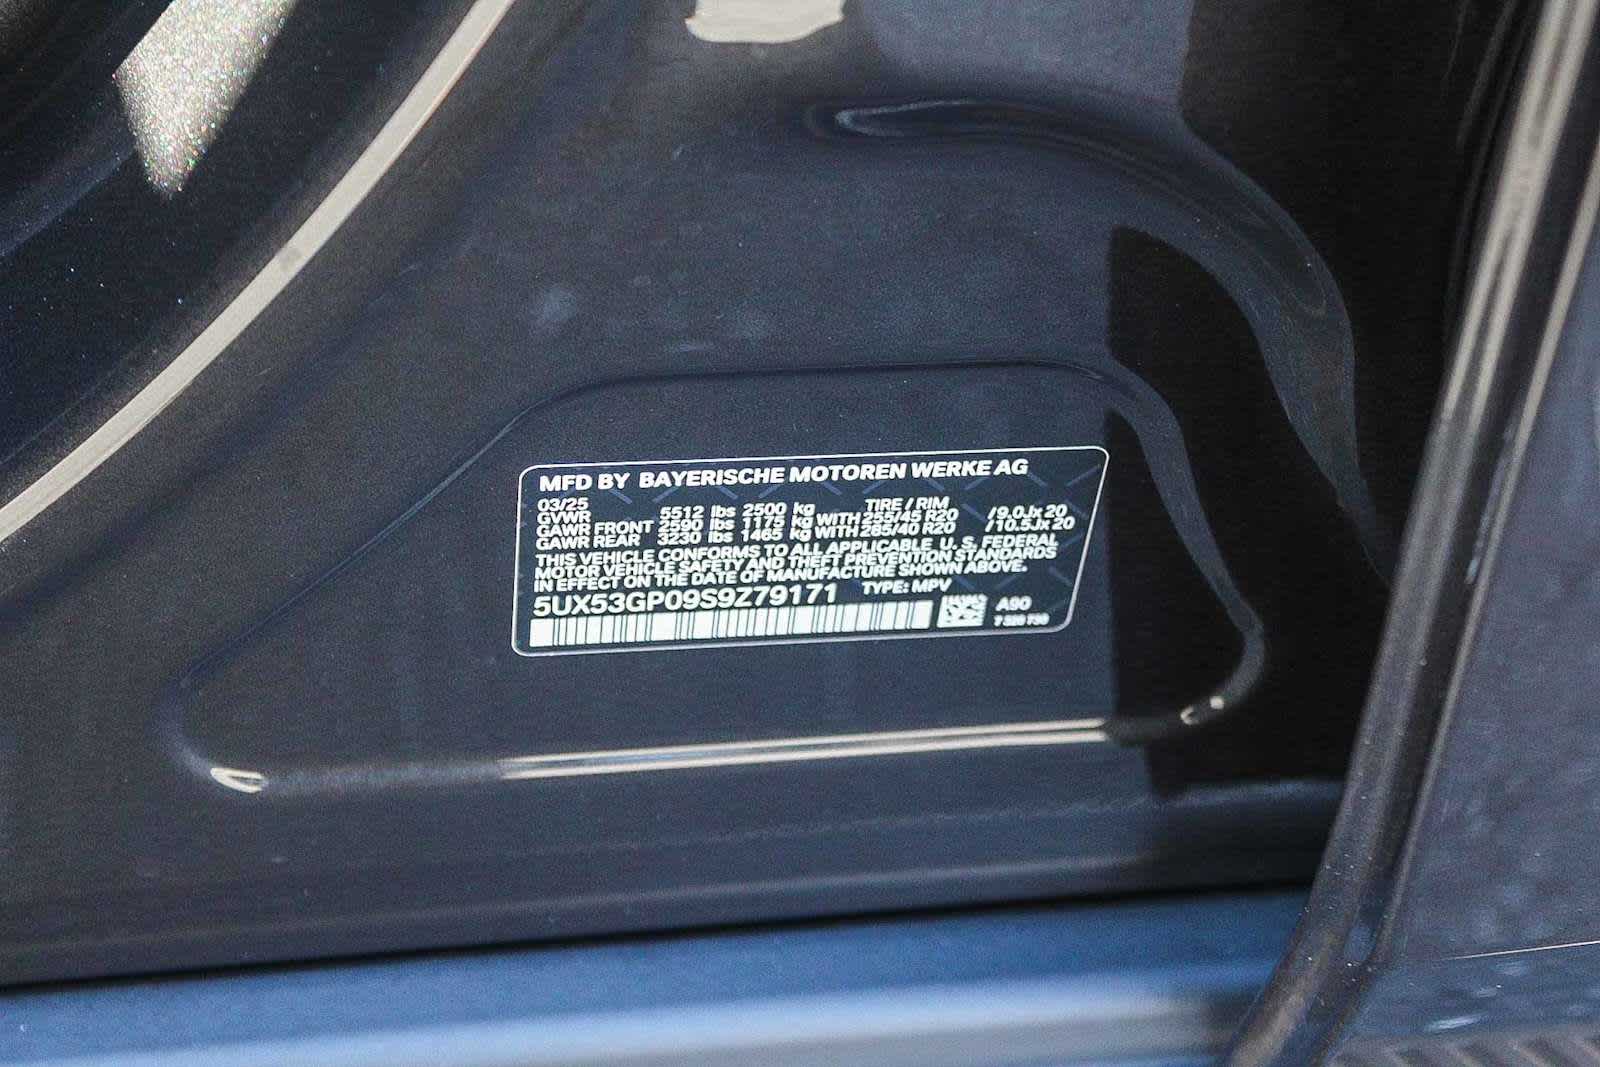 MFD BY BAYERISCHE MOTOREN WERKE AG
03/25 TIRE / RIM
GVWR 5512 lbs 2500 kg
GAWR FRONT 2590 lbs 1175 kg WITH 255/45 R20 /9.0Jx20
GAWR REAR 3230 lbs 1465 kg WITH 285/40 R20 /10.5Jx20
THIS VEHICLE CONFORMS TO ALL APPLICABLE U. S. FEDERAL
MOTOR VEHICLE SAFETY AND THEFT PREVENTION STANDARDS
IN EFFECT ON THE DATE OF MANUFACTURE SHOWN ABOVE.
5UX53GP09S9Z79171 TYPE: MPV
A90